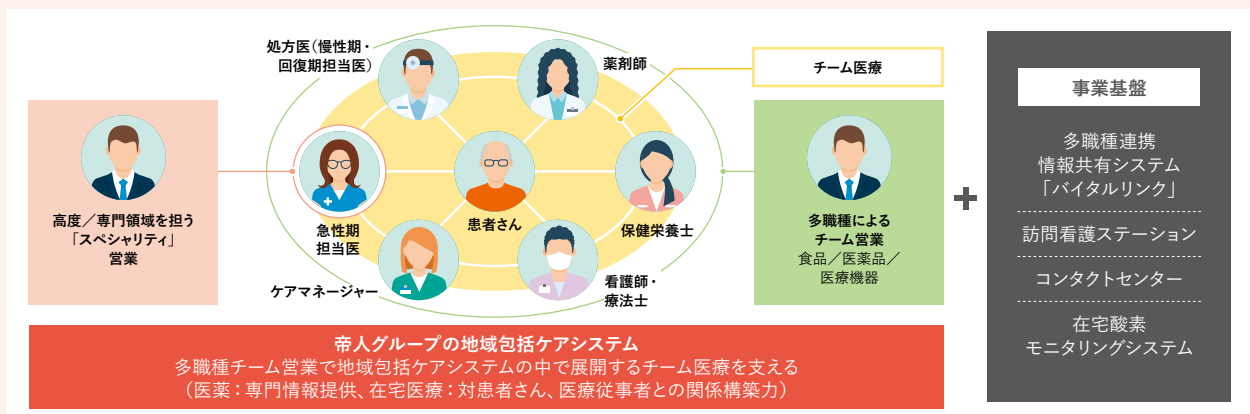 処方医（慢性期・
回復期担当医）
薬剤師
チーム医療
高度／専門領域を担う
「スペシャリティ」
営業
急性期
担当医
患者さん
保健栄養士
ケアマネージャー
看護師・
療法士
多職種による
チーム営業
食品／医薬品／
医療機器
+
事業基盤
多職種連携
情報共有システム
「バイタルリンク」
訪問看護ステーション
コンタクトセンター
在宅酸素
モニタリングシステム
帝人グループの地域包括ケアシステム
多職種チーム営業で地域包括ケアシステムの中で展開するチーム医療を支える
（医薬：専門情報提供、在宅医療：対患者さん、医療従事者との関係構築力）